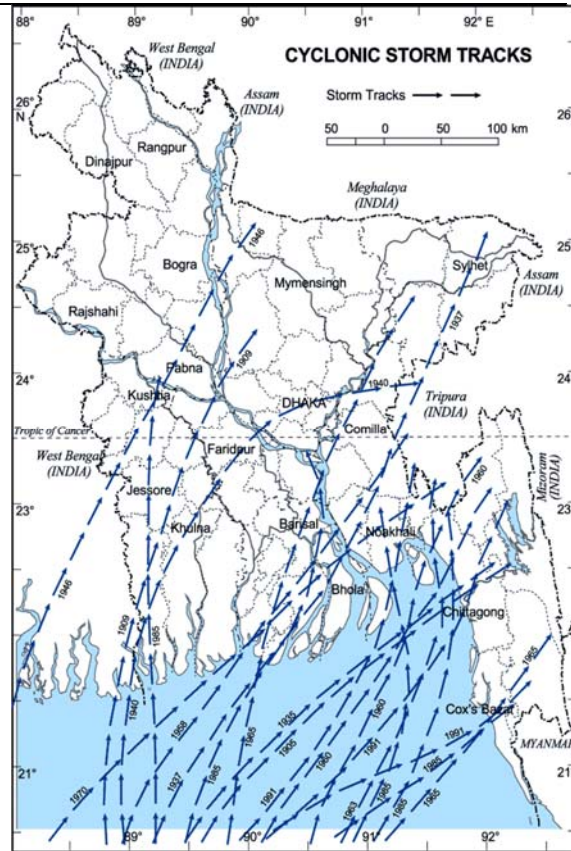 88° 89° 90° 91° 92° E
CYCLONIC STORM TRACKS
Storm Tracks
50 0 50 100 km
West Bengal
(INDIA)
Assam
(INDIA)
26°
N
Rangpur
Dinajpur
Meghalaya
(INDIA)
25°
1946
Bogra
Sylhet
Mymensingh
Assam
(INDIA)
Rajshahi
1937
1909
Pabna
24°
1940
Kushtia
DHAKA
Tripura
(INDIA)
Comilla
Tropic of Cancer
West Bengal
(INDIA)
Faridpur
1960
Mizoram
(INDIA)
Jessore
23°
Khulna
Barisal
Noakhali
1946
Bhola
Chittagong
1909
1985
1965
1940
Cox's Bazar
1958
1935
1960
1965
1905
1991
MYANMAR
1991
21°
1960
1985
1937
1985
1970
1991
1963
1965
1985
1965
89° 90° 91° 92°